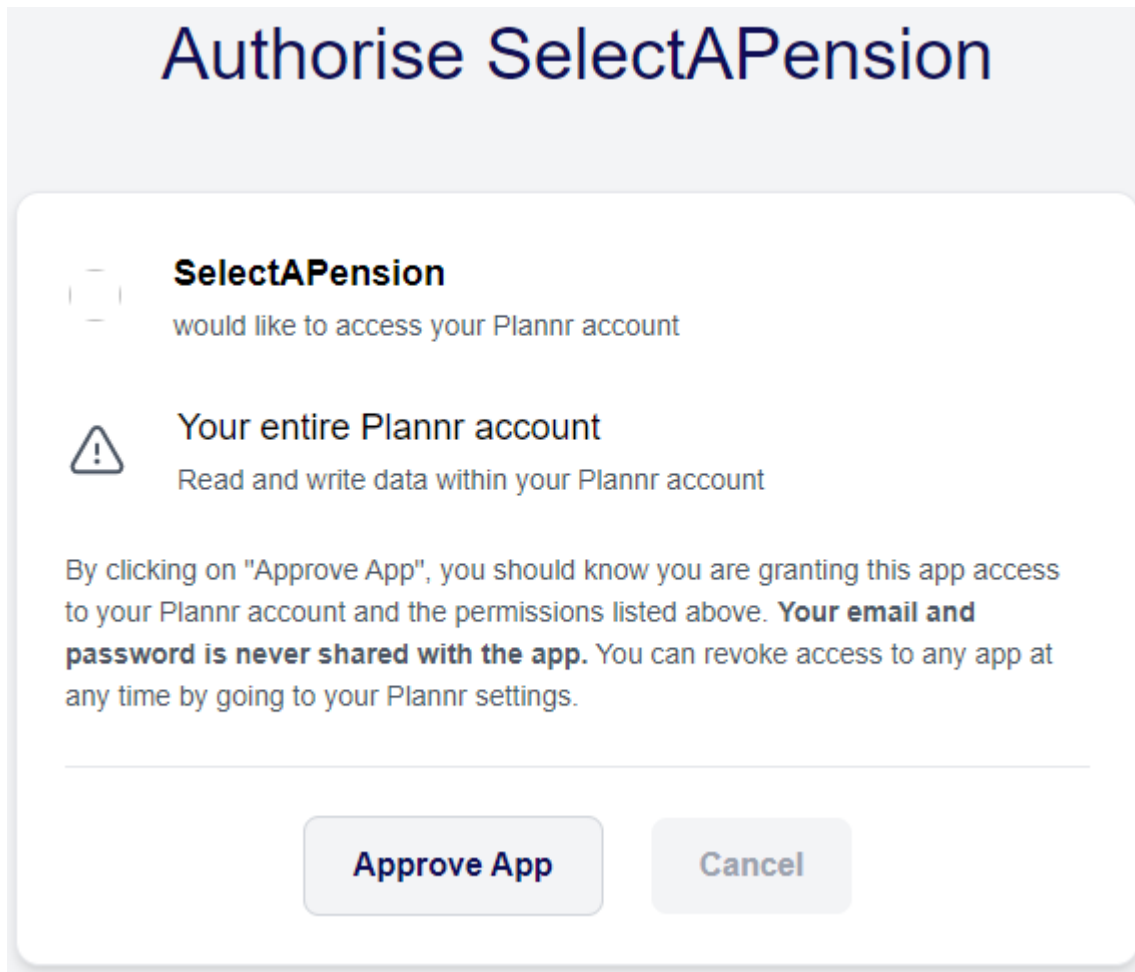 Authorise SelectAPension
SelectAPension
would like to access your Plannr account
Your entire Plannr account
Read and write data within your Plannr account
By clicking on "Approve App", you should know you are granting this app access
to your Plannr account and the permissions listed above. Your email and
password is never shared with the app. You can revoke access to any app at
any time by going to your Plannr settings.
Approve App
Cancel